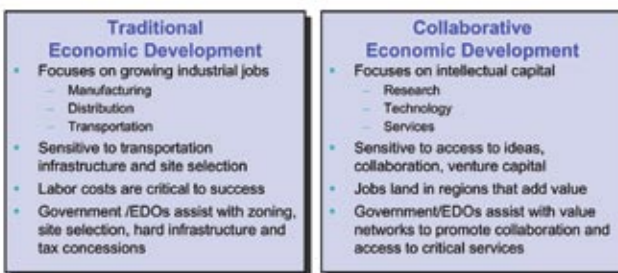 Traditional
Economic Development
• Focuses on growing industrial jobs
– Manufacturing
– Distribution
– Transportation
• Sensitive to transportation
infrastructure and site selection
• Labor costs are critical to success
• Government /EDOs assist with zoning,
site selection, hard infrastructure and
tax concessions
Collaborative
Economic Development
• Focuses on intellectual capital
– Research
– Technology
– Services
• Sensitive to access to ideas,
collaboration, venture capital
• Jobs land in regions that add value
• Government/EDOs assist with value
networks to promote collaboration and
access to critical services